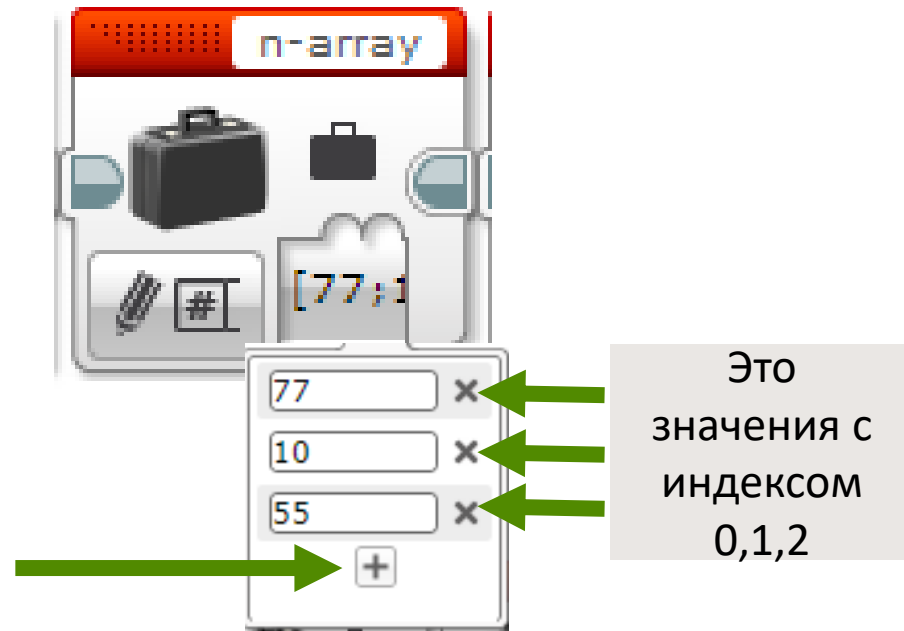 n-array
#
[77;1
77
10
55
Это
значения с
индексом
0,1,2